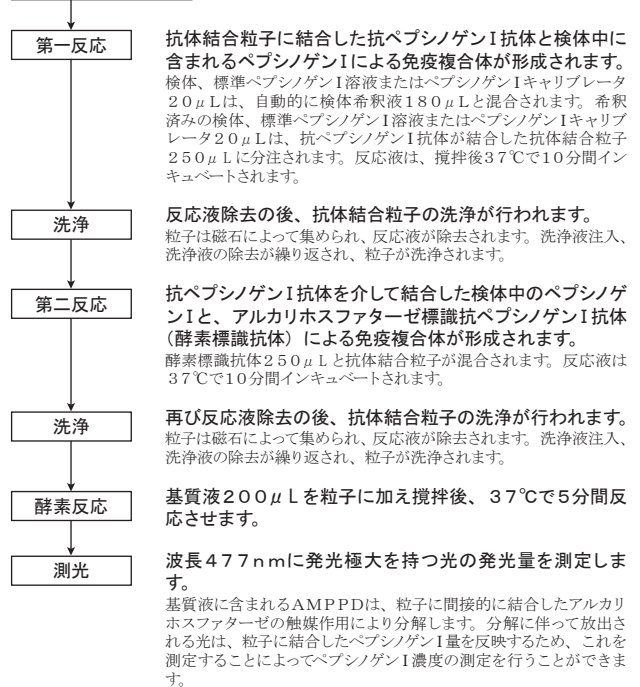 第一反応
抗体結合粒子に結合した抗ペプシノゲンⅠ抗体と検体中に
含まれるペプシノゲンⅠによる免疫複合体が形成されます。
検体、標準ペプシノゲンⅠ溶液またはペプシノゲンⅠキャリブレータ
20μLは、自動的に検体希釈液180μLと混合されます。希釈
済みの検体、標準ペプシノゲンⅠ溶液またはペプシノゲンⅠキャリブ
レータ20μLは、抗ペプシノゲンⅠ抗体が結合した抗体結合粒子
250μLに分注されます。反応液は、撹拌後37℃で10分間イン
キュベートされます。
洗浄
反応液除去の後、抗体結合粒子の洗浄が行われます。
粒子は磁石によって集められ、反応液が除去されます。洗浄液注入、
洗浄液の除去が繰り返され、粒子が洗浄されます。
第二反応
抗ペプシノゲンⅠ抗体を介して結合した検体中のペプシノゲ
ンⅠと、アルカリホスファターゼ標識抗ペプシノゲンⅠ抗体
(酵素標識抗体)による免疫複合体が形成されます。
酵素標識抗体250μLと抗体結合粒子が混合されます。反応液は
37℃で10分間インキュベートされます。
洗浄
再び反応液除去の後、抗体結合粒子の洗浄が行われます。
粒子は磁石によって集められ、反応液が除去されます。洗浄液注入、
洗浄液の除去が繰り返され、粒子が洗浄されます。
酵素反応
基質液200μLを粒子に加え撹拌後、37℃で5分間反
応させます。
測光
波長477nmに発光極大を持つ光の発光量を測定しま
す。
基質液に含まれるAMPPDは、粒子に間接的に結合したアルカリ
ホスファターゼの触媒作用により分解します。分解に伴って放出さ
れる光は、粒子に結合したペプシノゲンⅠ量を反映するため、これを
測定することによってペプシノゲンⅠ濃度の測定を行うことができま
す。